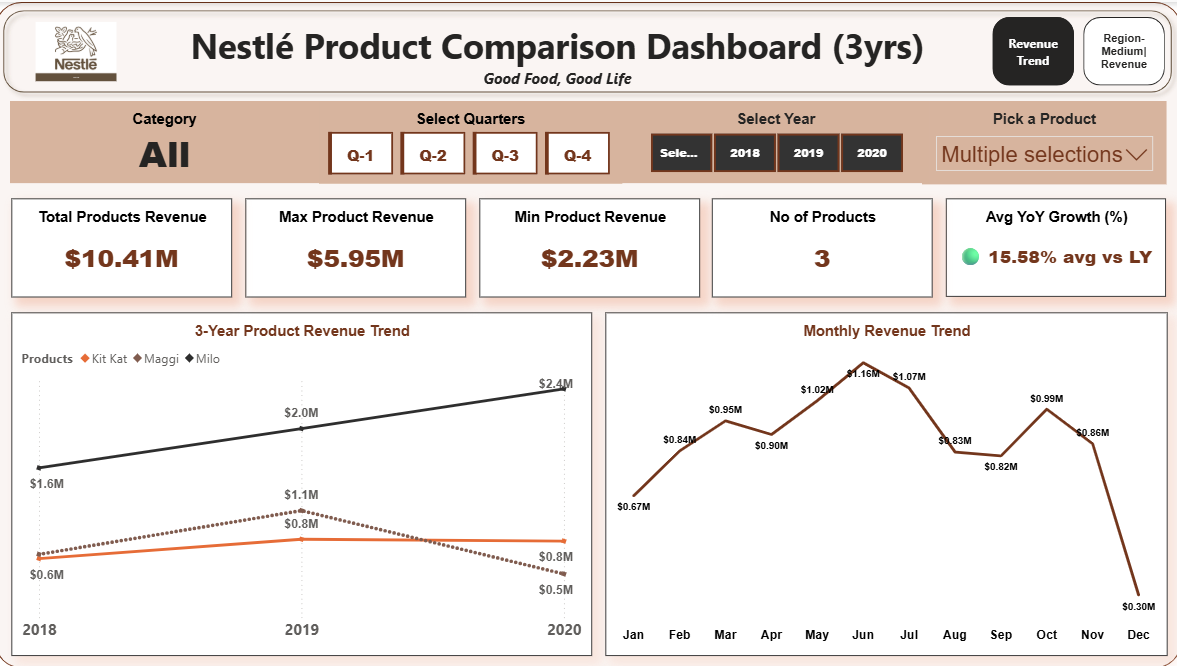 Nestlé
Nestlé Product Comparison Dashboard (3yrs)
Good Food, Good Life
Revenue
Trend
Region-
Medium|
Revenue
Category
All
Select Quarters
Q-1
Q-2
Q-3
Q-4
Select Year
Sele...
2018
2019
2020
Pick a Product
Multiple selections
Total Products Revenue
$10.41M
Max Product Revenue
$5.95M
Min Product Revenue
$2.23M
No of Products
3
Avg YoY Growth (%)
15.58% avg vs LY
3-Year Product Revenue Trend
Products Kit Kat Maggi Milo
$2.4M
$2.0M
$1.6M
$1.1M
$0.8M
$0.8M
$0.6M
$0.5M
2018 2019 2020
Monthly Revenue Trend
$1.16M
$1.07M
$1.02M
$0.99M
$0.95M
$0.90M
$0.86M
$0.84M
$0.83M
$0.82M
$0.67M
$0.30M
Jan Feb Mar Apr May Jun Jul Aug Sep Oct Nov Dec